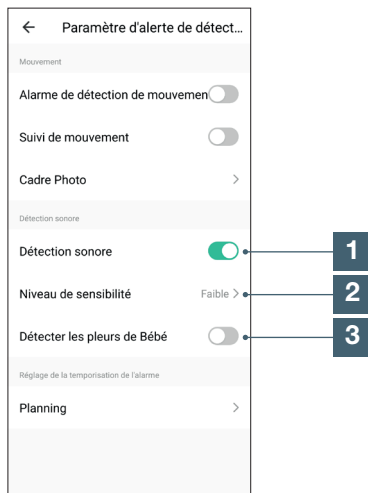 Paramètre d'alerte de détect...
Mouvement
Alarme de détection de mouvemen
Suivi de mouvement
Cadre Photo
Détection sonore
Détection sonore
1
Niveau de sensibilité
Faible
2
Détecter les pleurs de Bébé
3
Réglage de la temporisation de l'alarme
Planning